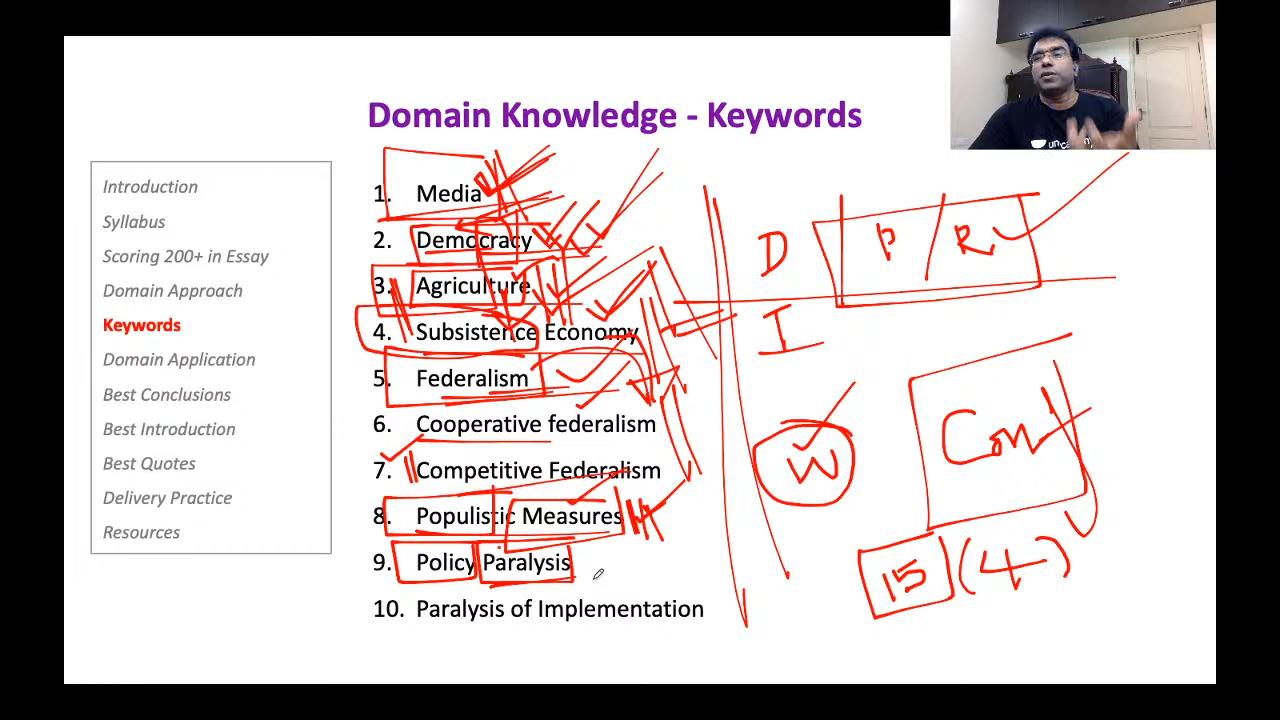 Domain Knowledge - Keywords
Introduction
Syllabus
Scoring 200+ in Essay
Domain Approach
Keywords
Domain Application
Best Conclusions
Best Introduction
Best Quotes
Delivery Practice
Resources
1. Media
2. Democracy
3. Agriculture
4. Subsistence Economy
5. Federalism
6. Cooperative federalism
7. Competitive Federalism
8. Populistic Measures
9. Policy Paralysis
10. Paralysis of Implementation
D P R
I
W
Con
15 (4)